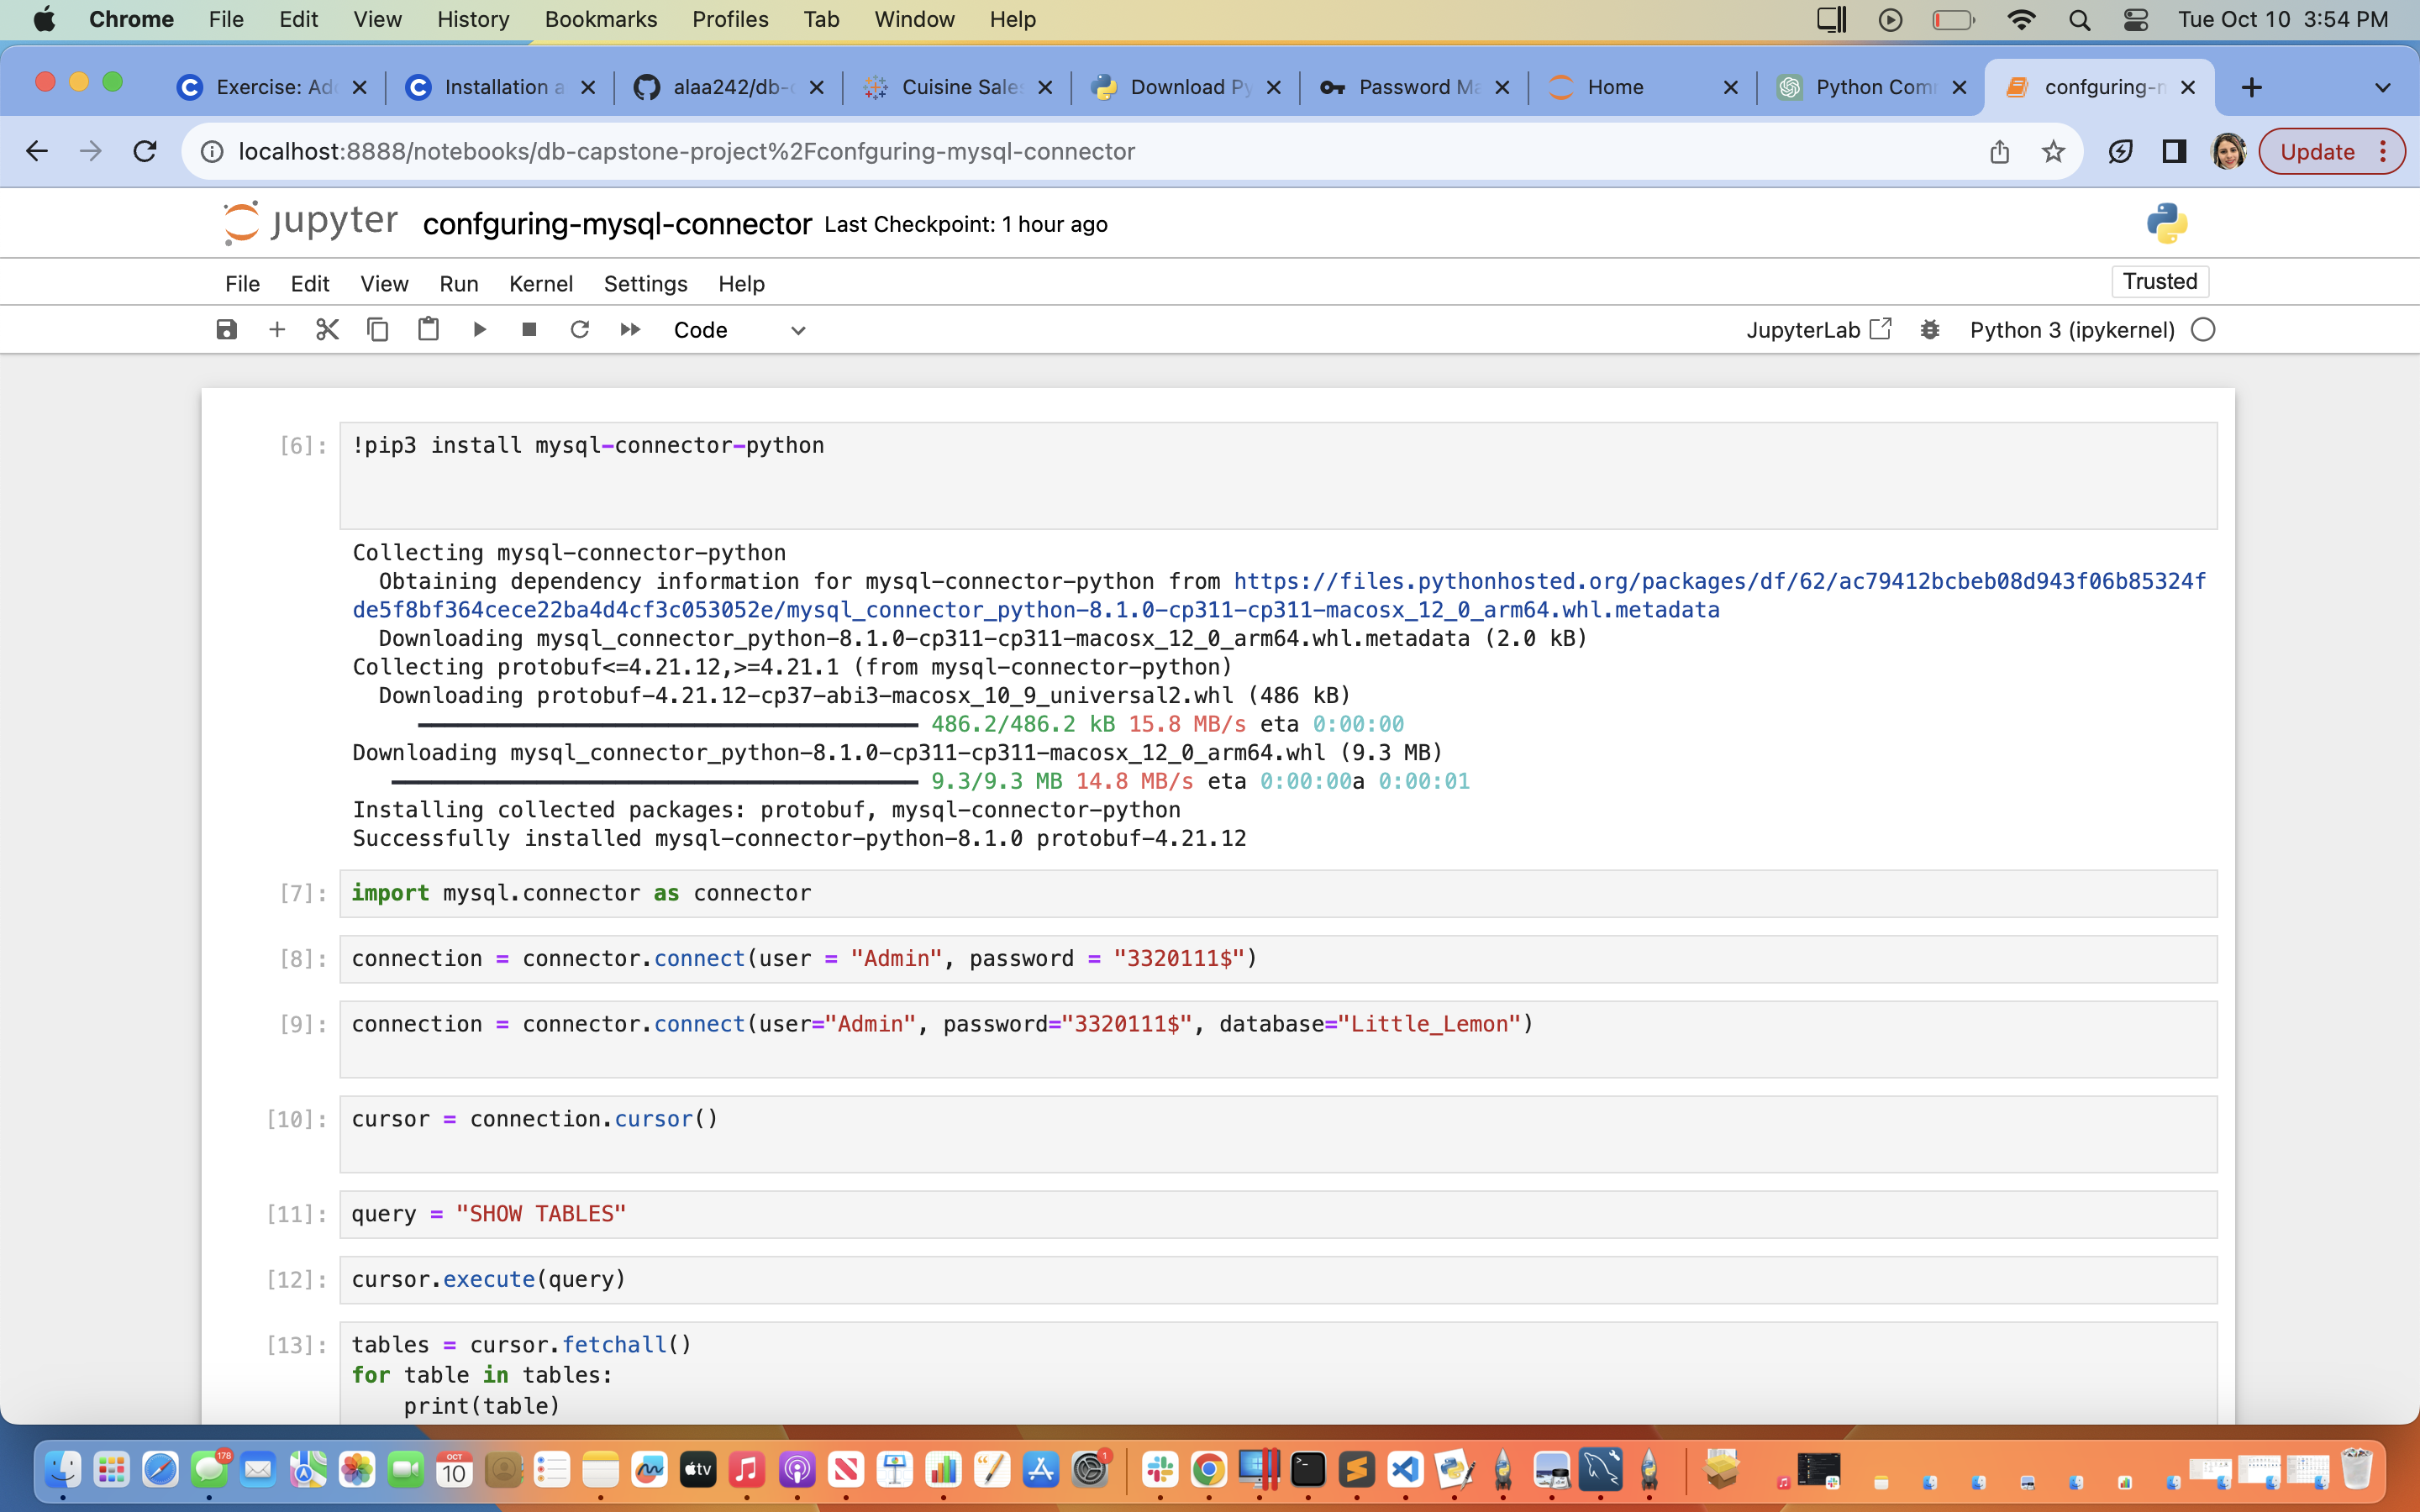 Chrome File Edit View History Bookmarks Profiles Tab Window Help Tue Oct 10 3:54 PM
Exercise: Ad Installation a alaa242/db- Cuisine Sale Download Py Password Ma Home Python Com confguring-n
localhost:8888/notebooks/db-capstone-project%2Fconfguring-mysql-connector Update
jupyter confguring-mysql-connector Last Checkpoint: 1 hour ago
File Edit View Run Kernel Settings Help Trusted
Code JupyterLab Python 3 (ipykernel)
[6]: !pip3 install mysql-connector-python
Collecting mysql-connector-python
Obtaining dependency information for mysql-connector-python from https://files.pythonhosted.org/packages/df/62/ac79412bcbeb08d943f06b85324f
de5f8bf364cece22ba4d4cf3c053052e/mysql_connector_python-8.1.0-cp311-cp311-macosx_12_0_arm64.whl.metadata
Downloading mysql_connector_python-8.1.0-cp311-cp311-macosx_12_0_arm64.whl.metadata (2.0 kB)
Collecting protobuf<=4.21.12,>=4.21.1 (from mysql-connector-python)
Downloading protobuf-4.21.12-cp37-abi3-macosx_10_9_universal2.whl (486 kB)
486.2/486.2 kB 15.8 MB/s eta 0:00:00
Downloading mysql_connector_python-8.1.0-cp311-cp311-macosx_12_0_arm64.whl (9.3 MB)
9.3/9.3 MB 14.8 MB/s eta 0:00:00a 0:00:01
Installing collected packages: protobuf, mysql-connector-python
Successfully installed mysql-connector-python-8.1.0 protobuf-4.21.12
[7]: import mysql.connector as connector
[8]: connection = connector.connect(user = "Admin", password = "3320111$")
[9]: connection = connector.connect(user="Admin", password="3320111$", database="Little_Lemon")
[10]: cursor = connection.cursor()
[11]: query = "SHOW TABLES"
[12]: cursor.execute(query)
[13]: tables = cursor.fetchall()
for table in tables:
print(table)
178 OCT 10 tv 1